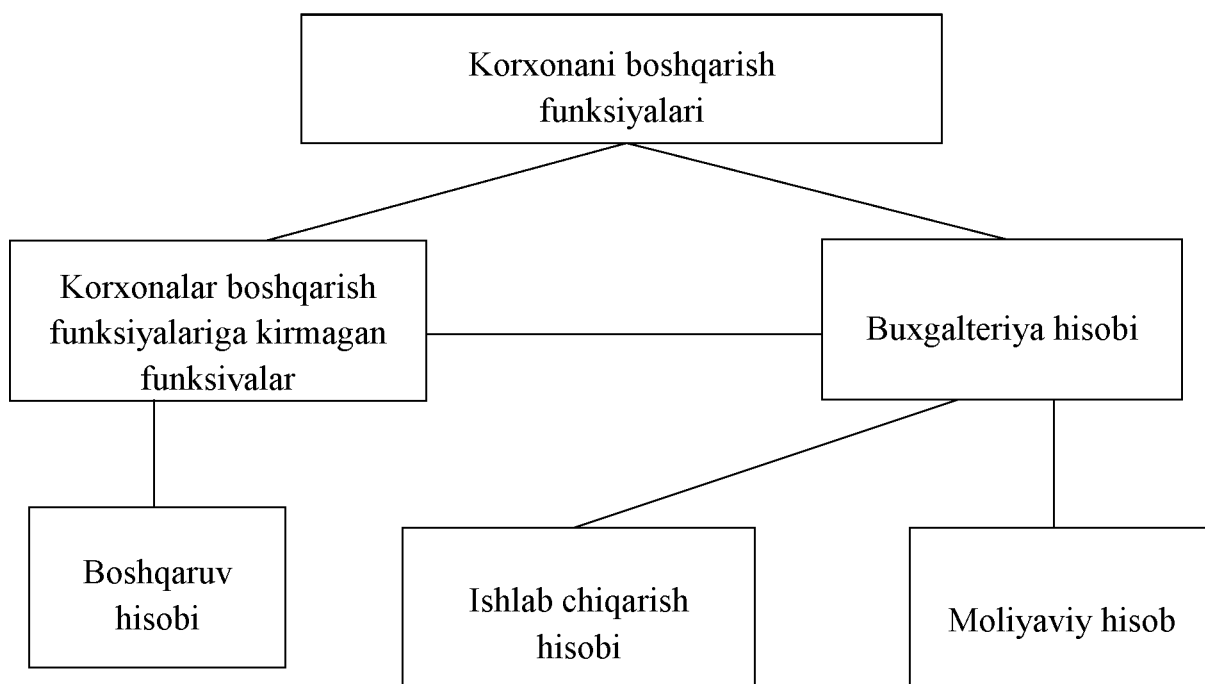 Korxonani boshqarish
funksiyalari
Korxonalar boshqarish
funksiyalariga kirmagan
funksivalar
Buxgalteriya hisobi
Boshqaruv
hisobi
Ishlab chiqarish
hisobi
Moliyaviy hisob